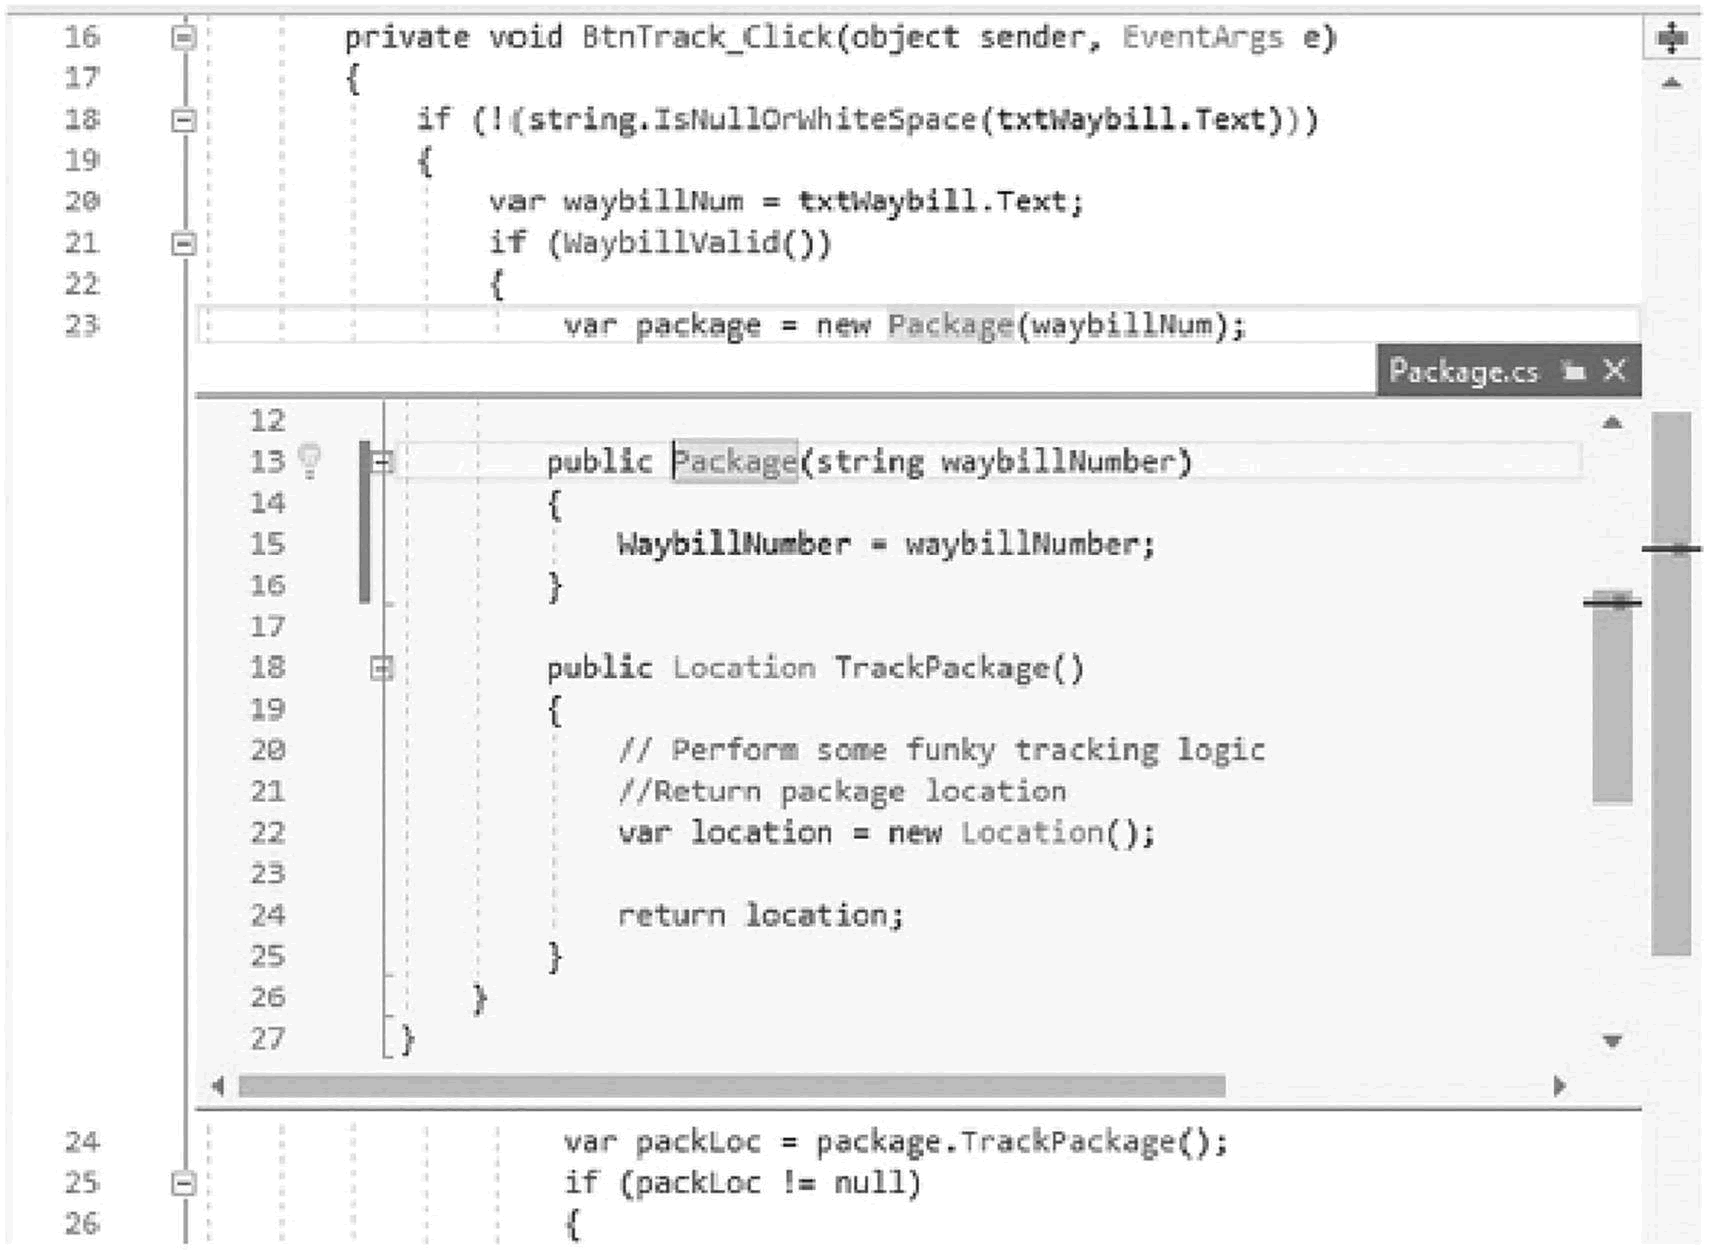 16 private void BtnTrack_Click(object sender, EventArgs e)
17 {
18 if (!(string.IsNullOrWhiteSpace(txtWaybill.Text)))
19 {
20 var waybillNum = txtWaybill.Text;
21 if (WaybillValid())
22 {
23 var package = new Package(waybillNum);
Package.cs
12
13 public Package(string waybillNumber)
14 {
15 WaybillNumber = waybillNumber;
16 }
17
18 public Location TrackPackage()
19 {
20 // Perform some funky tracking logic
21 //Return package location
22 var location = new Location();
23
24 return location;
25 }
26 }
27 }
24 var packLoc = package.TrackPackage();
25 if (packLoc != null)
26 {